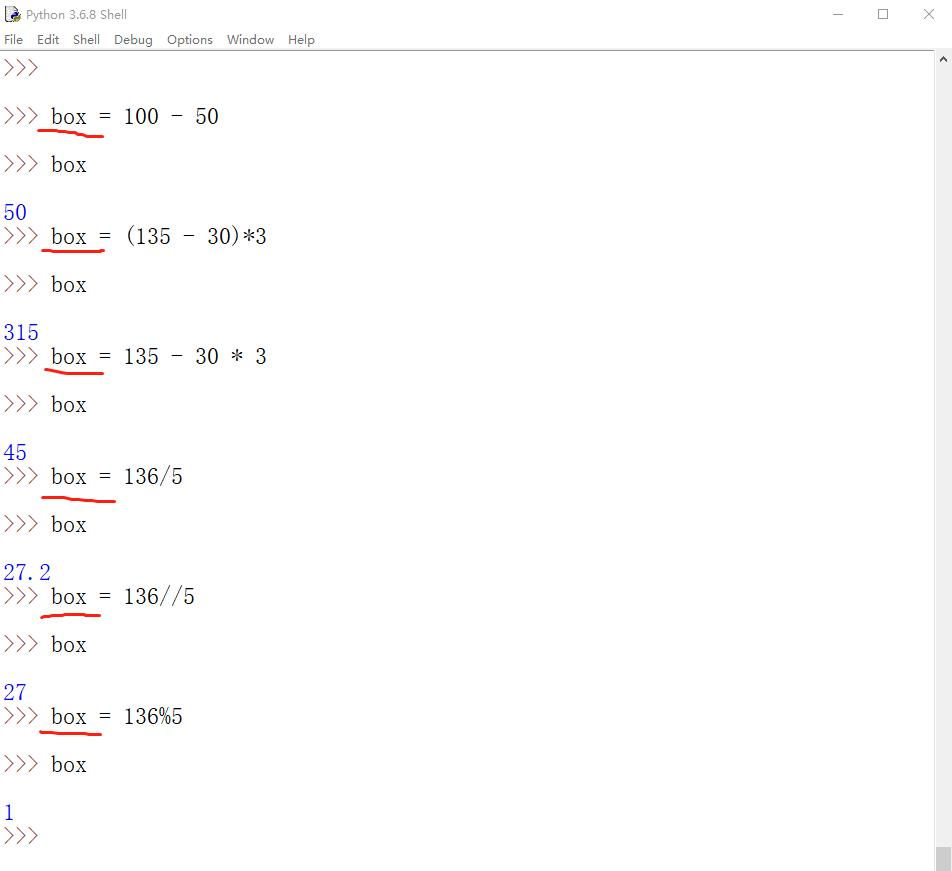 Python 3.6.8 Shell
File Edit Shell Debug Options Window Help
>>>
>>> box = 100 - 50
>>> box
50
>>> box = (135 - 30)*3
>>> box
315
>>> box = 135 - 30 * 3
>>> box
45
>>> box = 136/5
>>> box
27.2
>>> box = 136//5
>>> box
27
>>> box = 136%5
>>> box
1
>>>